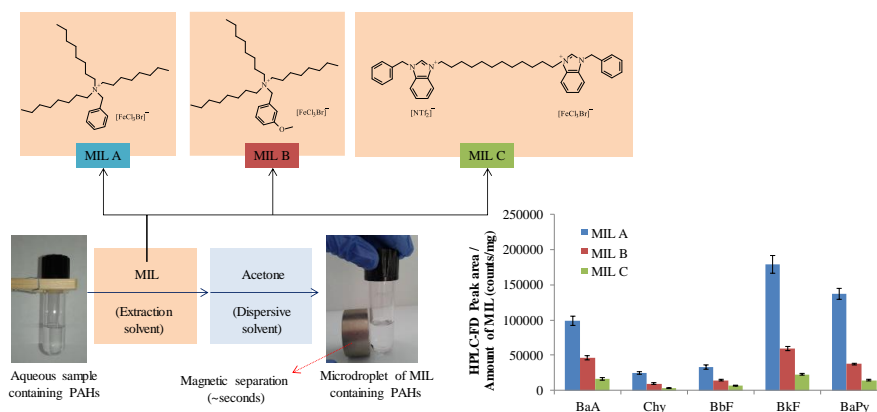 N⁺
[FeCl₃Br]⁻
MIL A
N⁺
O
[FeCl₃Br]⁻
MIL B
N
N⁺
N⁺
N
[NTf₂]⁻
[FeCl₃Br]⁻
MIL C
MIL
(Extraction
solvent)
Acetone
(Dispersive
solvent)
Aqueous sample
containing PAHs
Magnetic separation
(~seconds)
Microdroplet of MIL
containing PAHs
HPLC-FD Peak area /
Amount of MIL (counts/mg)
250000
200000
150000
100000
50000
0
MIL A
MIL B
MIL C
BaA
Chy
BbF
BkF
BaPy